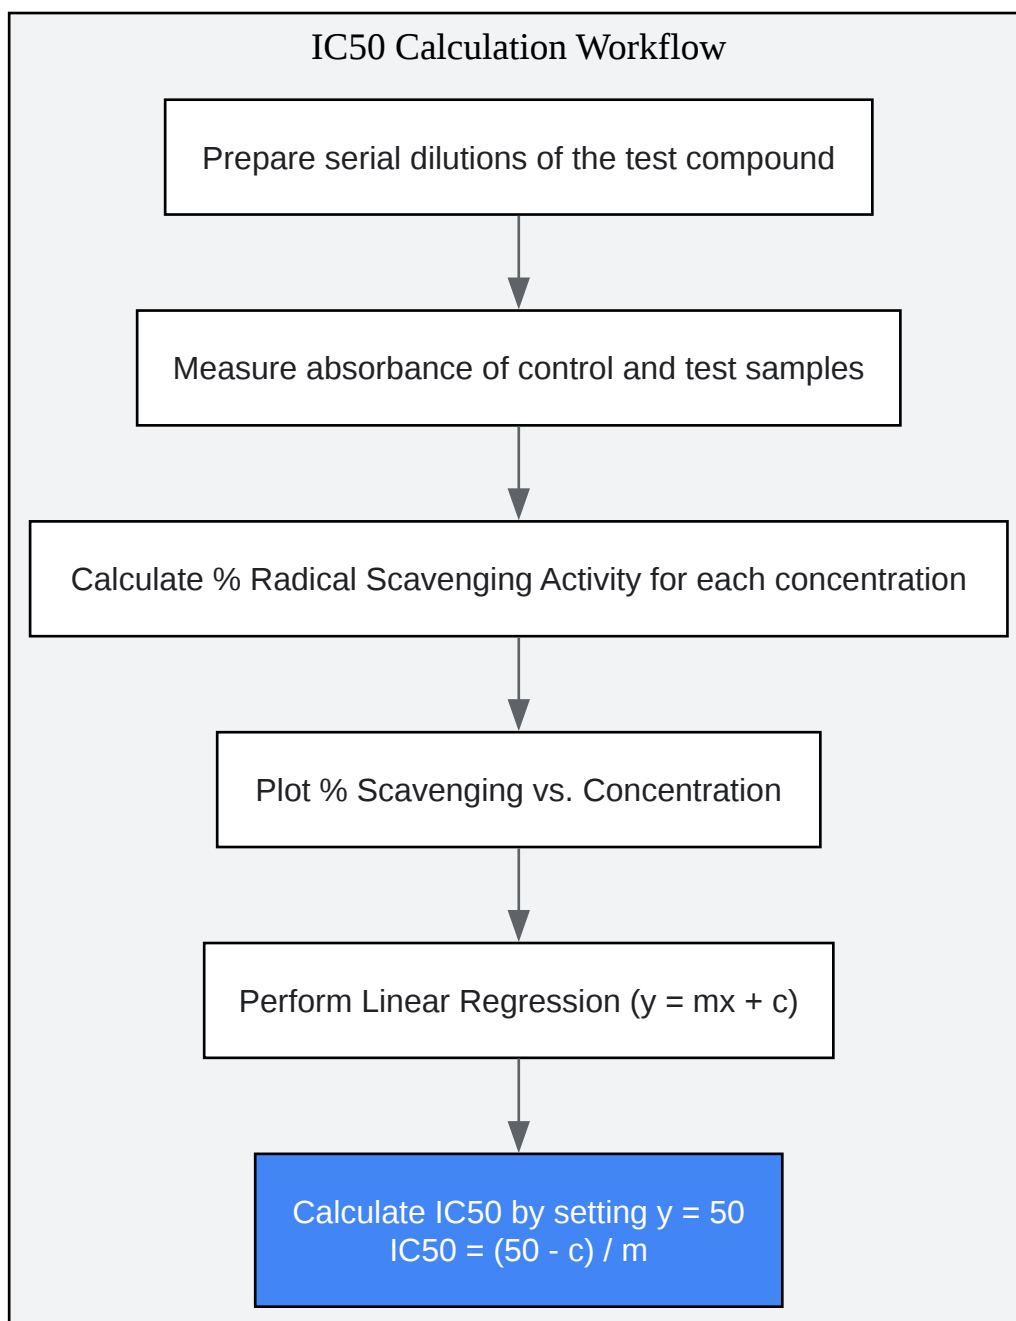 IC50 Calculation Workflow
Prepare serial dilutions of the test compound
Measure absorbance of control and test samples
Calculate % Radical Scavenging Activity for each concentration
Plot % Scavenging vs. Concentration
Perform Linear Regression (y = mx + c)
Calculate IC50 by setting y = 50
IC50 = (50 - c) / m